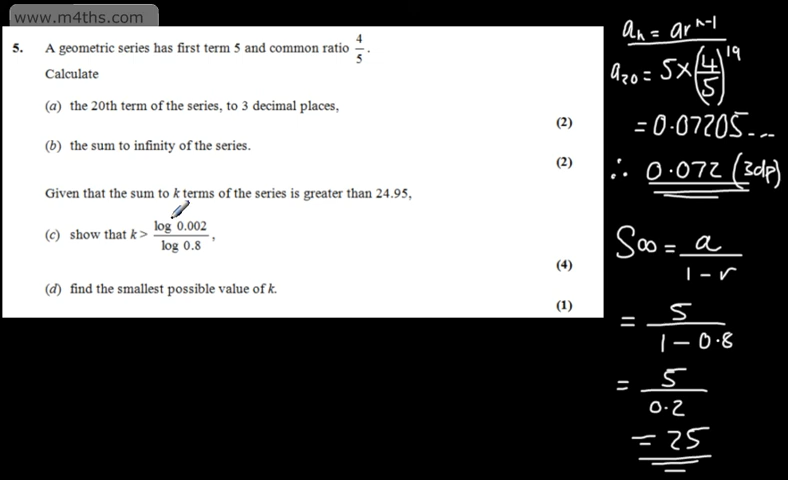 www.m4ths.com
5. A geometric series has first term 5 and common ratio 4/5.
Calculate
(a) the 20th term of the series, to 3 decimal places,
(2)
(b) the sum to infinity of the series.
(2)
Given that the sum to k terms of the series is greater than 24.95,
(c) show that k > log 0.002 / log 0.8,
(4)
(d) find the smallest possible value of k.
(1)
aₙ = arⁿ⁻¹
a₂₀ = 5×(4/5)¹⁹
= 0.07205...
∴ 0.072 (3dp)
S∞ = a / 1 - r
= 5 / 1 - 0.8
= 5 / 0.2
= 25